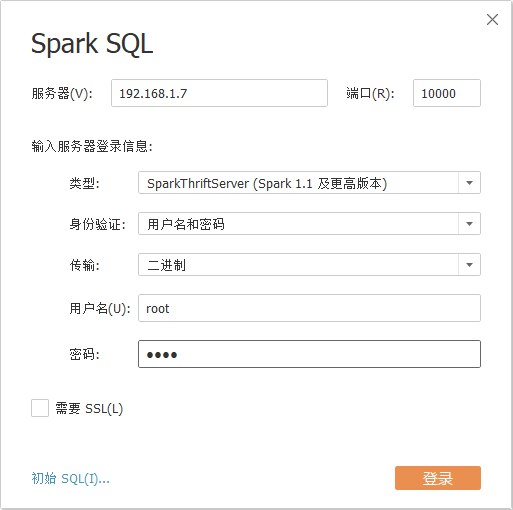 Spark SQL
服务器(V): 192.168.1.7 端口(R): 10000
输入服务器登录信息:
类型: SparkThriftServer (Spark 1.1 及更高版本)
身份验证: 用户名和密码
传输: 二进制
用户名(U): root
密码: ●●●●
需要 SSL(L)
初始 SQL(I)... 登录